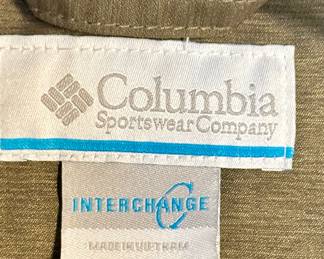 Columbia
Sportswear Company
INTERCHANGE
MADE IN VIETNAM